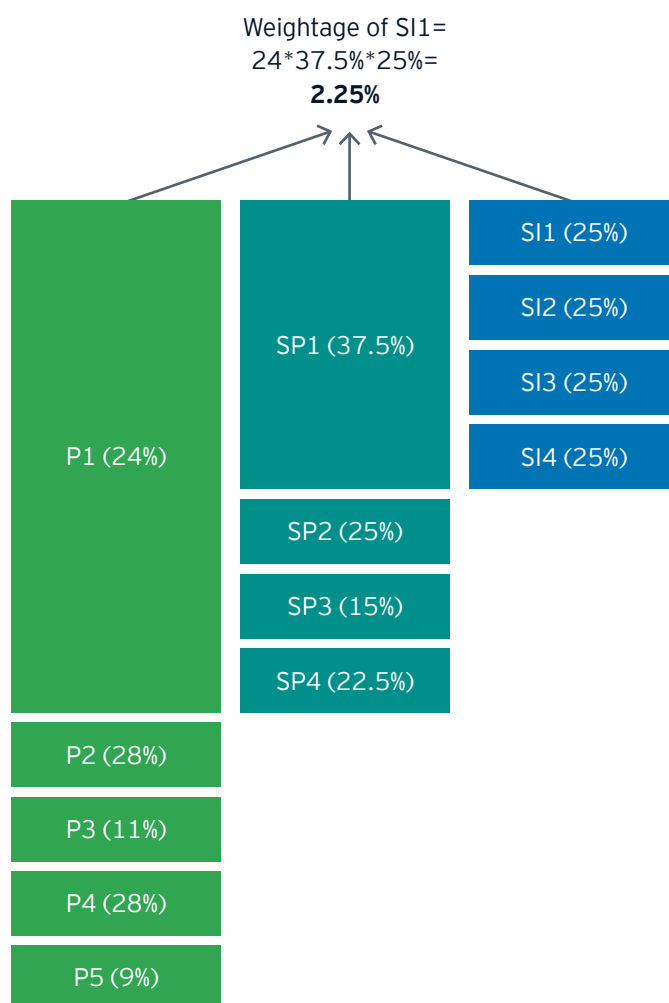 Weightage of SI1=
24*37.5%*25%=
2.25%
P1 (24%)
P2 (28%)
P3 (11%)
P4 (28%)
P5 (9%)
SP1 (37.5%)
SP2 (25%)
SP3 (15%)
SP4 (22.5%)
SI1 (25%)
SI2 (25%)
SI3 (25%)
SI4 (25%)